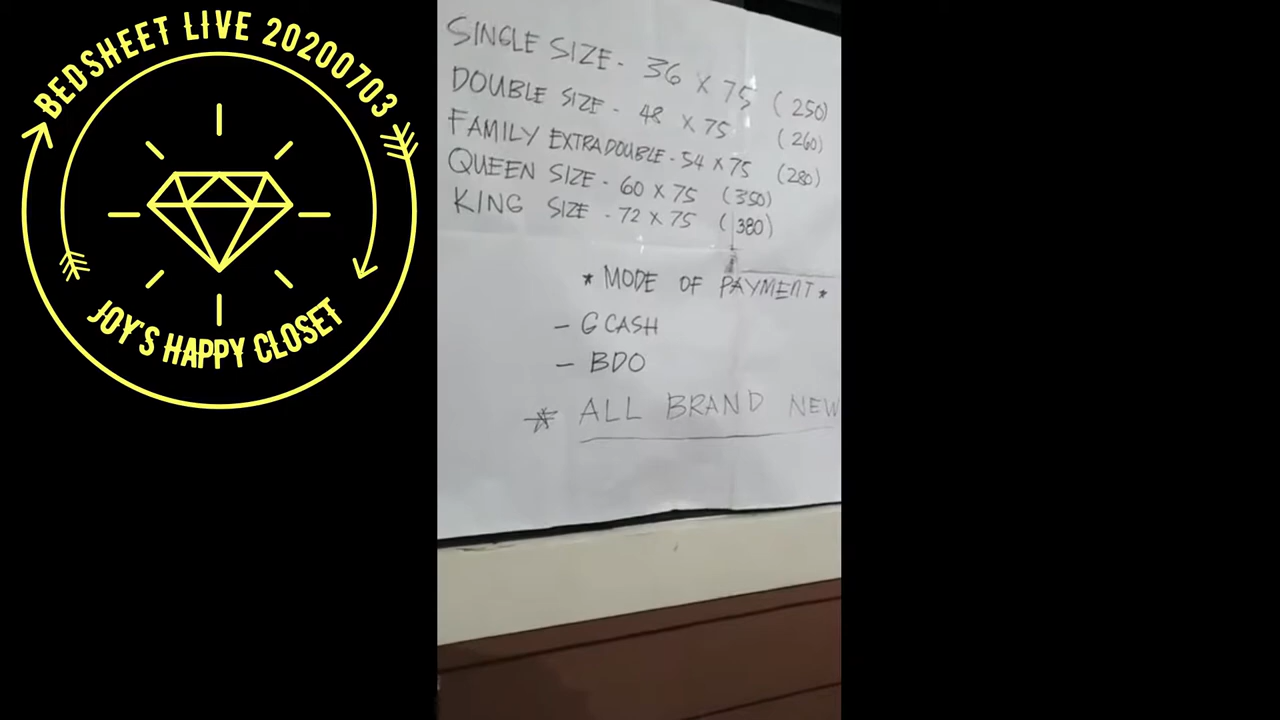 BEDSHEET LIVE 20200703
JOY'S HAPPY CLOSET
SINGLE SIZE - 36 X 75 (250)
DOUBLE SIZE - 48 X 75 (260)
FAMILY EXTRADOUBLE - 54 X 75 (280)
QUEEN SIZE - 60 X 75 (350)
KING SIZE - 72 X 75 (380)
* MODE OF PAYMENT *
- GCASH
- BDO
* ALL BRAND NEW